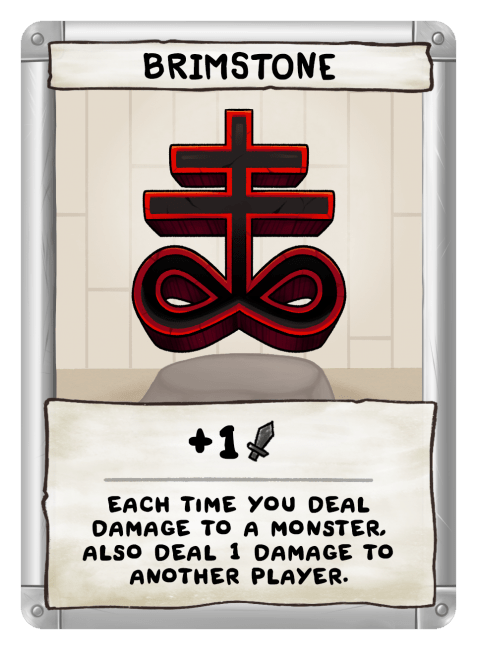 BRIMSTONE
+1
EACH TIME YOU DEAL
DAMAGE TO A MONSTER,
ALSO DEAL 1 DAMAGE TO
ANOTHER PLAYER.